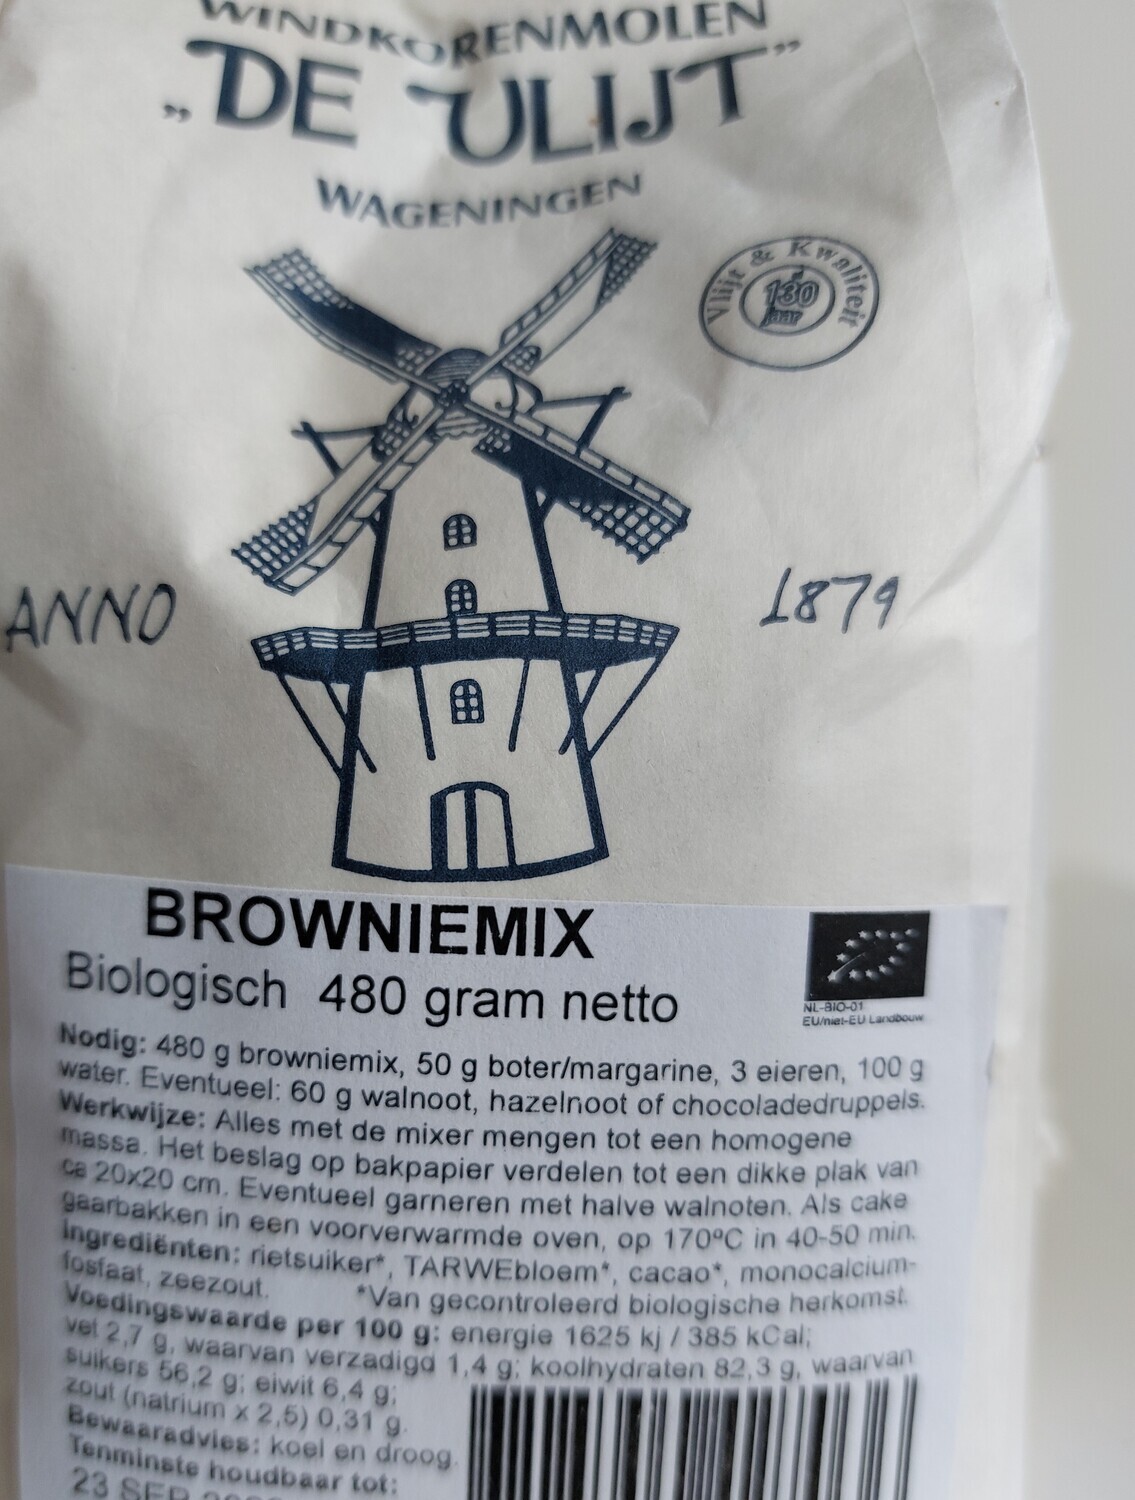 WINDKORENMOLEN
„DE VLIJT”
WAGENINGEN
Vlijt & Kwaliteit
130
jaar
ANNO 1879
BROWNIEMIX
Biologisch 480 gram netto
NL-BIO-01
EU/niet-EU Landbouw
Nodig: 480 g browniemix, 50 g boter/margarine, 3 eieren, 100 g
water. Eventueel: 60 g walnoot, hazelnoot of chocoladedruppels.
Werkwijze: Alles met de mixer mengen tot een homogene
massa. Het beslag op bakpapier verdelen tot een dikke plak van
ca 20x20 cm. Eventueel garneren met halve walnoten. Als cake
gaarbakken in een voorverwarmde oven, op 170ºC in 40-50 min.
Ingrediënten: rietsuiker*, TARWEbloem*, cacao*, monocalcium-
fosfaat, zeezout. *Van gecontroleerd biologische herkomst.
Voedingswaarde per 100 g: energie 1625 kj / 385 kCal;
vet 2,7 g, waarvan verzadigd 1,4 g; koolhydraten 82,3 g, waarvan
suikers 56,2 g; eiwit 6,4 g;
zout (natrium x 2,5) 0,31 g.
Bewaaradvies: koel en droog.
Tenminste houdbaar tot:
23 SEP